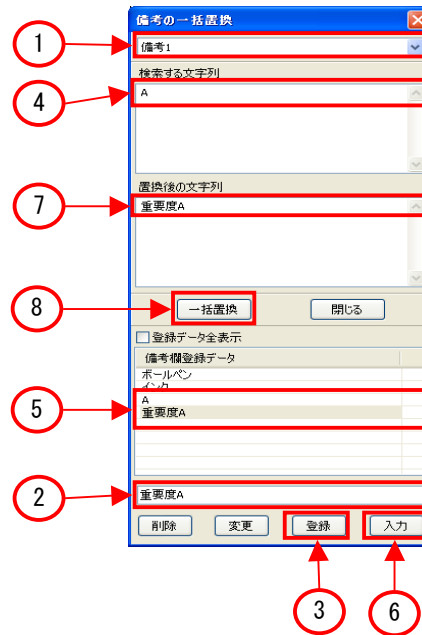 備考の一括置換
1
備考1
検索する文字列
4
A
置換後の文字列
7
重要度A
8
一括置換
閉じる
登録データ全表示
備考欄登録データ
ボールペン
インク
5
A
重要度A
2
重要度A
削除
変更
登録
入力
3
6